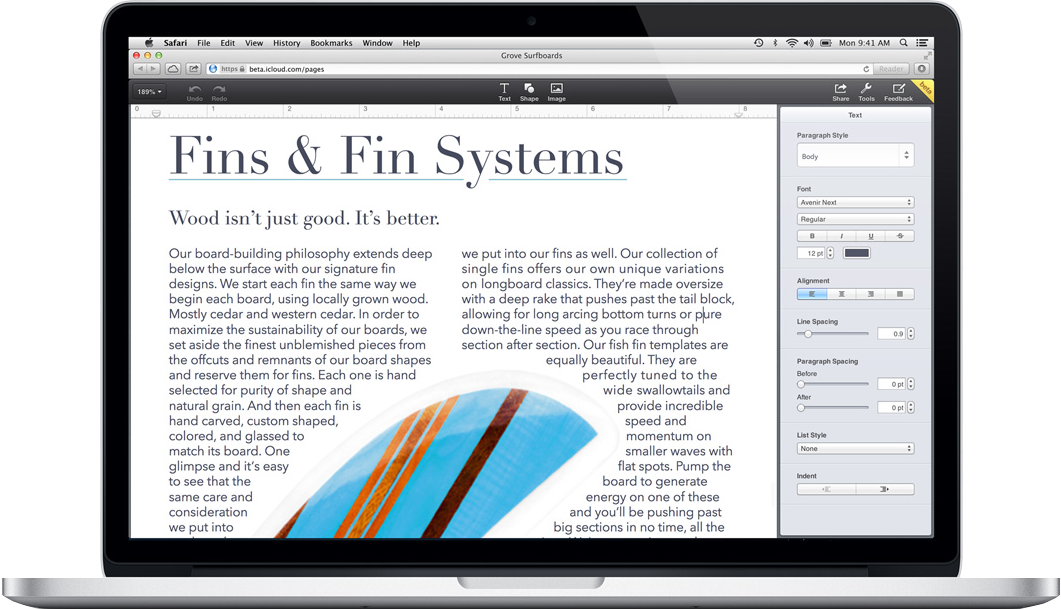 Safari File Edit View History Bookmarks Window Help
Mon 9:41 AM
Grove Surfboards
https beta.icloud.com/pages
Reader
189%
Undo
Redo
Text
Shape
Image
Share
Tools
Feedback
beta
0 1 2 3 4 5 6 7 8
Fins & Fin Systems
Wood isn’t just good. It’s better.
Our board-building philosophy extends deep
below the surface with our signature fin
designs. We start each fin the same way we
begin each board, using locally grown wood.
Mostly cedar and western cedar. In order to
maximize the sustainability of our boards, we
set aside the finest unblemished pieces from
the offcuts and remnants of our board shapes
and reserve them for fins. Each one is hand
selected for purity of shape and
natural grain. And then each fin is
hand carved, custom shaped,
colored, and glassed to
match its board. One
glimpse and it’s easy
to see that the
same care and
consideration
we put into
we put into our fins as well. Our collection of
single fins offers our own unique variations
on longboard classics. They’re made oversize
with a deep rake that pushes past the tail block,
allowing for long arcing bottom turns or pure
down-the-line speed as you race through
section after section. Our fish fin templates are
equally beautiful. They are
perfectly tuned to the
wide swallowtails and
provide incredible
speed and
momentum on
smaller waves with
flat spots. Pump the
board to generate
energy on one of these
and you’ll be pushing past
big sections in no time, all the
Text
Paragraph Style
Body
Font
Avenir Next
Regular
B I U S
12 pt
Alignment
Line Spacing
0.9
Paragraph Spacing
Before
0 pt
After
0 pt
List Style
None
Indent